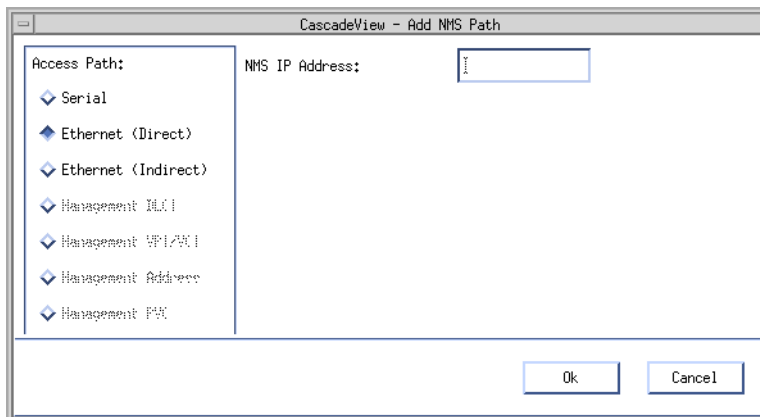 CascadeView - Add NMS Path
Access Path:
NMS IP Address:
Serial
Ethernet (Direct)
Ethernet (Indirect)
Management DLCI
Management VPI/VCI
Management Address
Management PVC
Ok
Cancel